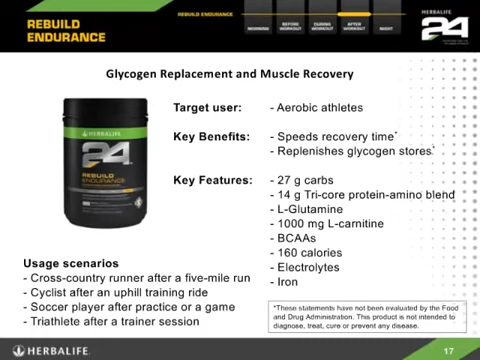 REBUILD
ENDURANCE
REBUILD ENDURANCE
MORNING
BEFORE
WORKOUT
DURING
WORKOUT
AFTER
WORKOUT
NIGHT
HERBALIFE
24
Glycogen Replacement and Muscle Recovery
HERBALIFE
24
REBUILD
ENDURANCE
Target user:
- Aerobic athletes
Key Benefits:
- Speeds recovery time*
- Replenishes glycogen stores*
Key Features:
- 27 g carbs
- 14 g Tri-core protein-amino blend
- L-Glutamine
- 1000 mg L-carnitine
- BCAAs
- 160 calories
- Electrolytes
- Iron
Usage scenarios
- Cross-country runner after a five-mile run
- Cyclist after an uphill training ride
- Soccer player after practice or a game
- Triathlete after a trainer session
*These statements have not been evaluated by the Food
and Drug Administration. This product is not intended to
diagnose, treat, cure or prevent any disease.
HERBALIFE.
17